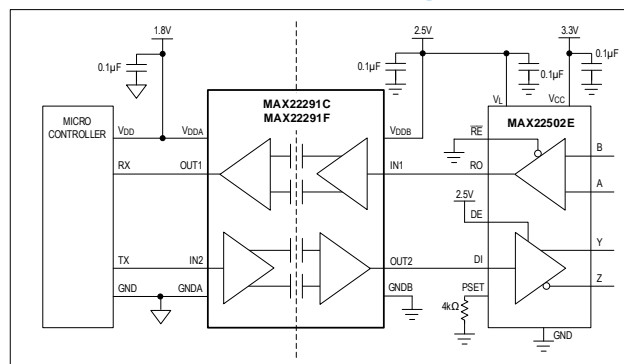 1.8V
2.5V
3.3V
0.1µF
0.1µF
0.1µF
0.1µF
MICRO
CONTROLLER
MAX22291C
MAX22291F
VL
VCC
MAX22502E
VDD
VDDA
VDDB
RE
B
RX
OUT1
IN1
RO
A
2.5V
DE
Y
TX
IN2
OUT2
DI
Z
GND
GNDA
GNDB
PSET
4kΩ
GND